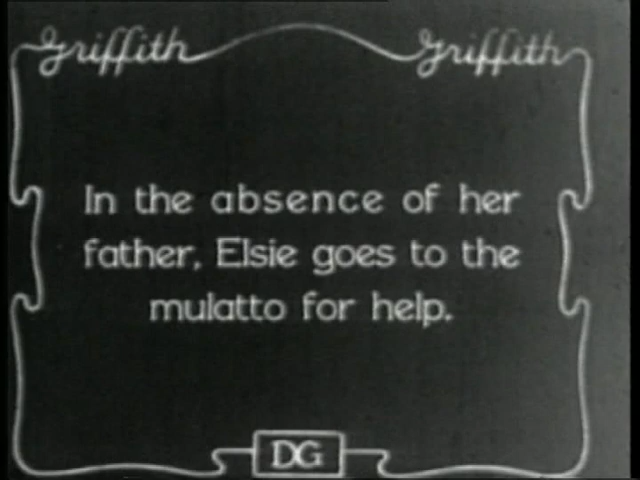 Griffith Griffith
In the absence of her
father, Elsie goes to the
mulatto for help.
DG